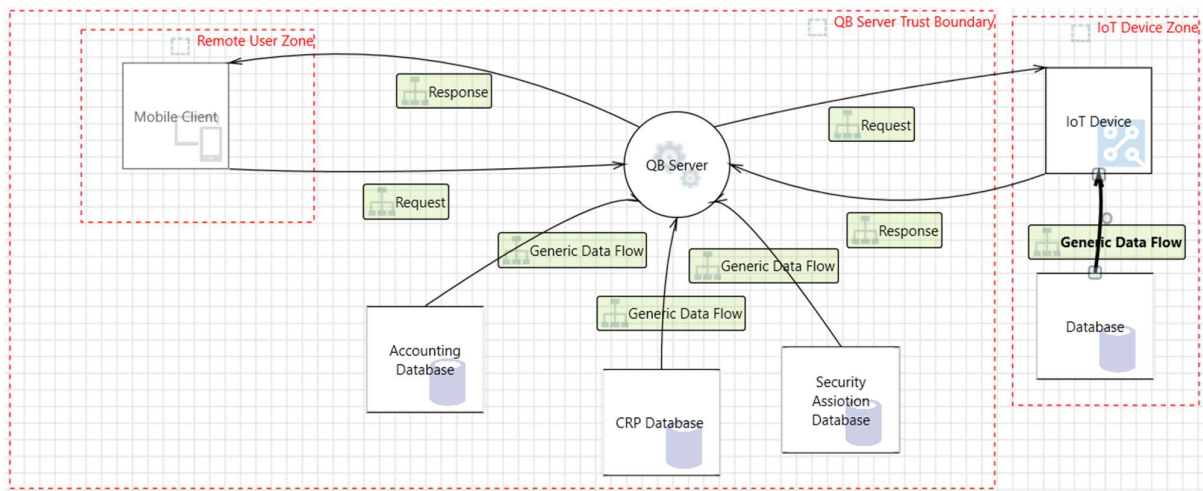 QB Server Trust Boundary
IoT Device Zone
Remote User Zone
Response
Mobile Client
Request
IoT Device
QB Server
Request
Response
Generic Data Flow
Generic Data Flow
Generic Data Flow
Generic Data Flow
Database
Accounting
Database
Security
Assiotion
Database
CRP Database